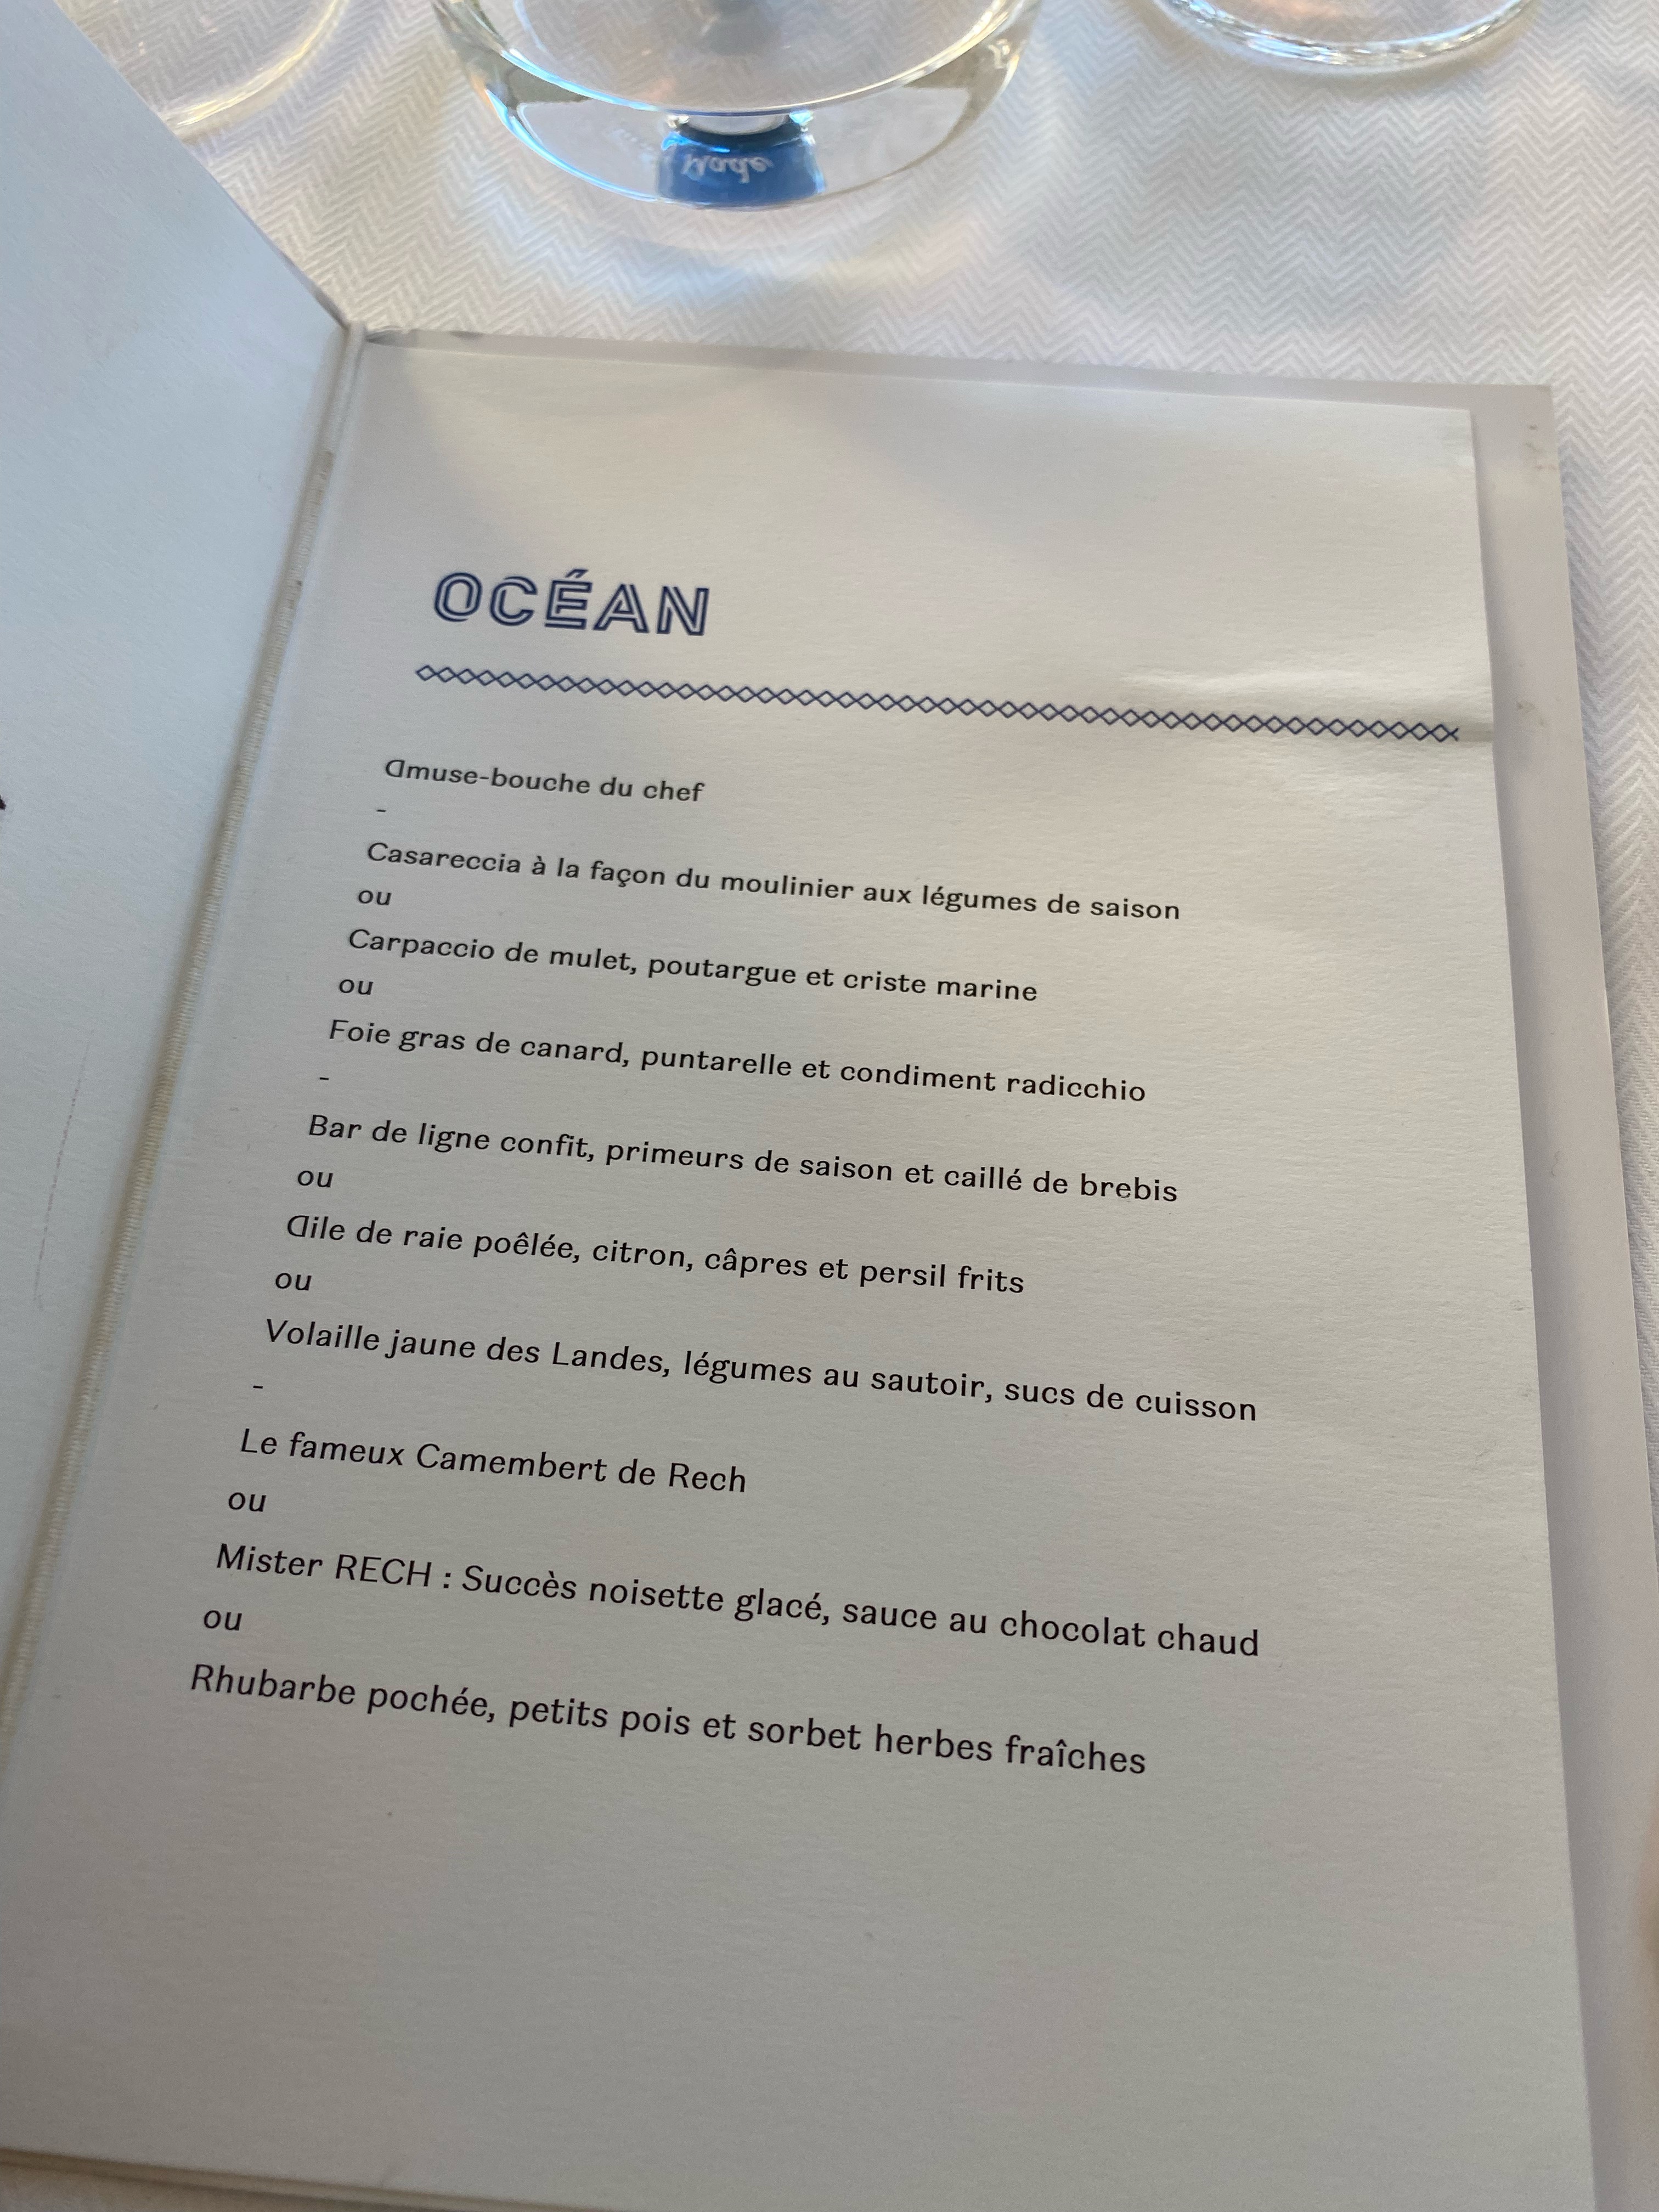 OCÉAN
Amuse-bouche du chef
-
Casareccia à la façon du moulinier aux légumes de saison
ou
Carpaccio de mulet, poutargue et criste marine
ou
Foie gras de canard, puntarelle et condiment radicchio
-
Bar de ligne confit, primeurs de saison et caillé de brebis
ou
Aile de raie poêlée, citron, câpres et persil frits
ou
Volaille jaune des Landes, légumes au sautoir, sucs de cuisson
-
Le fameux Camembert de Rech
ou
Mister RECH : Succès noisette glacé, sauce au chocolat chaud
ou
Rhubarbe pochée, petits pois et sorbet herbes fraîches